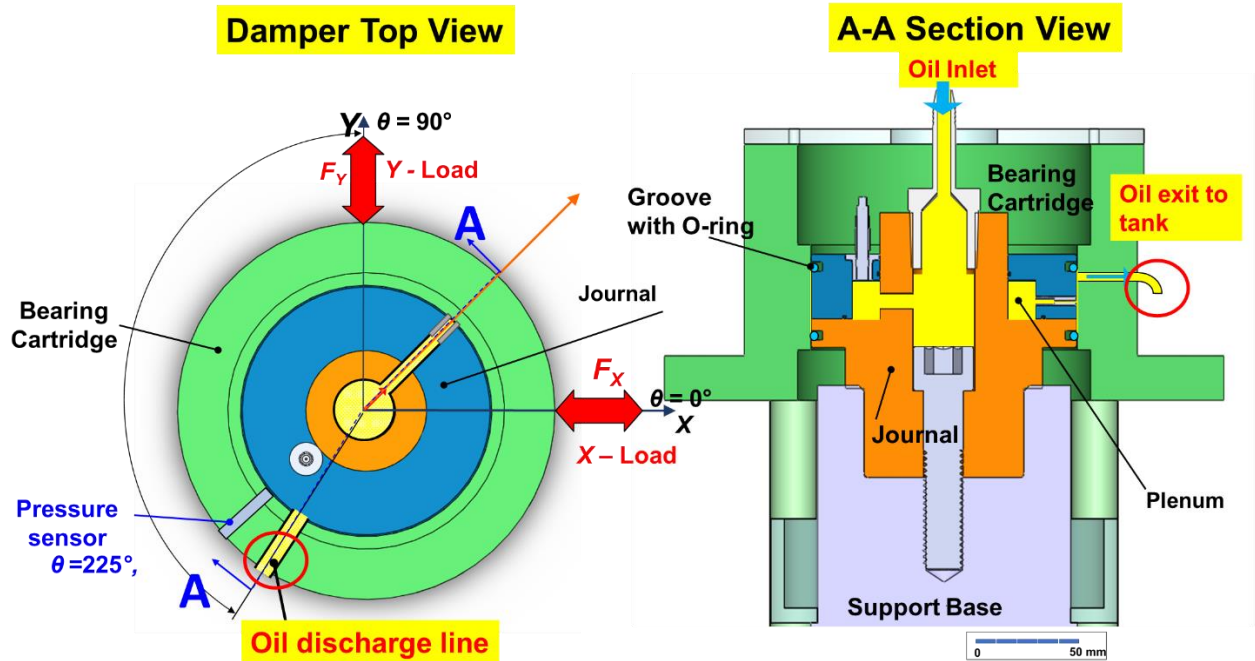 Damper Top View
Y
θ = 90°
F_Y
Y - Load
A
Bearing
Cartridge
Journal
F_X
θ = 0°
X
X – Load
Pressure
sensor
θ =225°,
A
Oil discharge line
A-A Section View
Oil Inlet
Groove
with O-ring
Bearing
Cartridge
Oil exit to
tank
Journal
Plenum
Support Base
0 50 mm